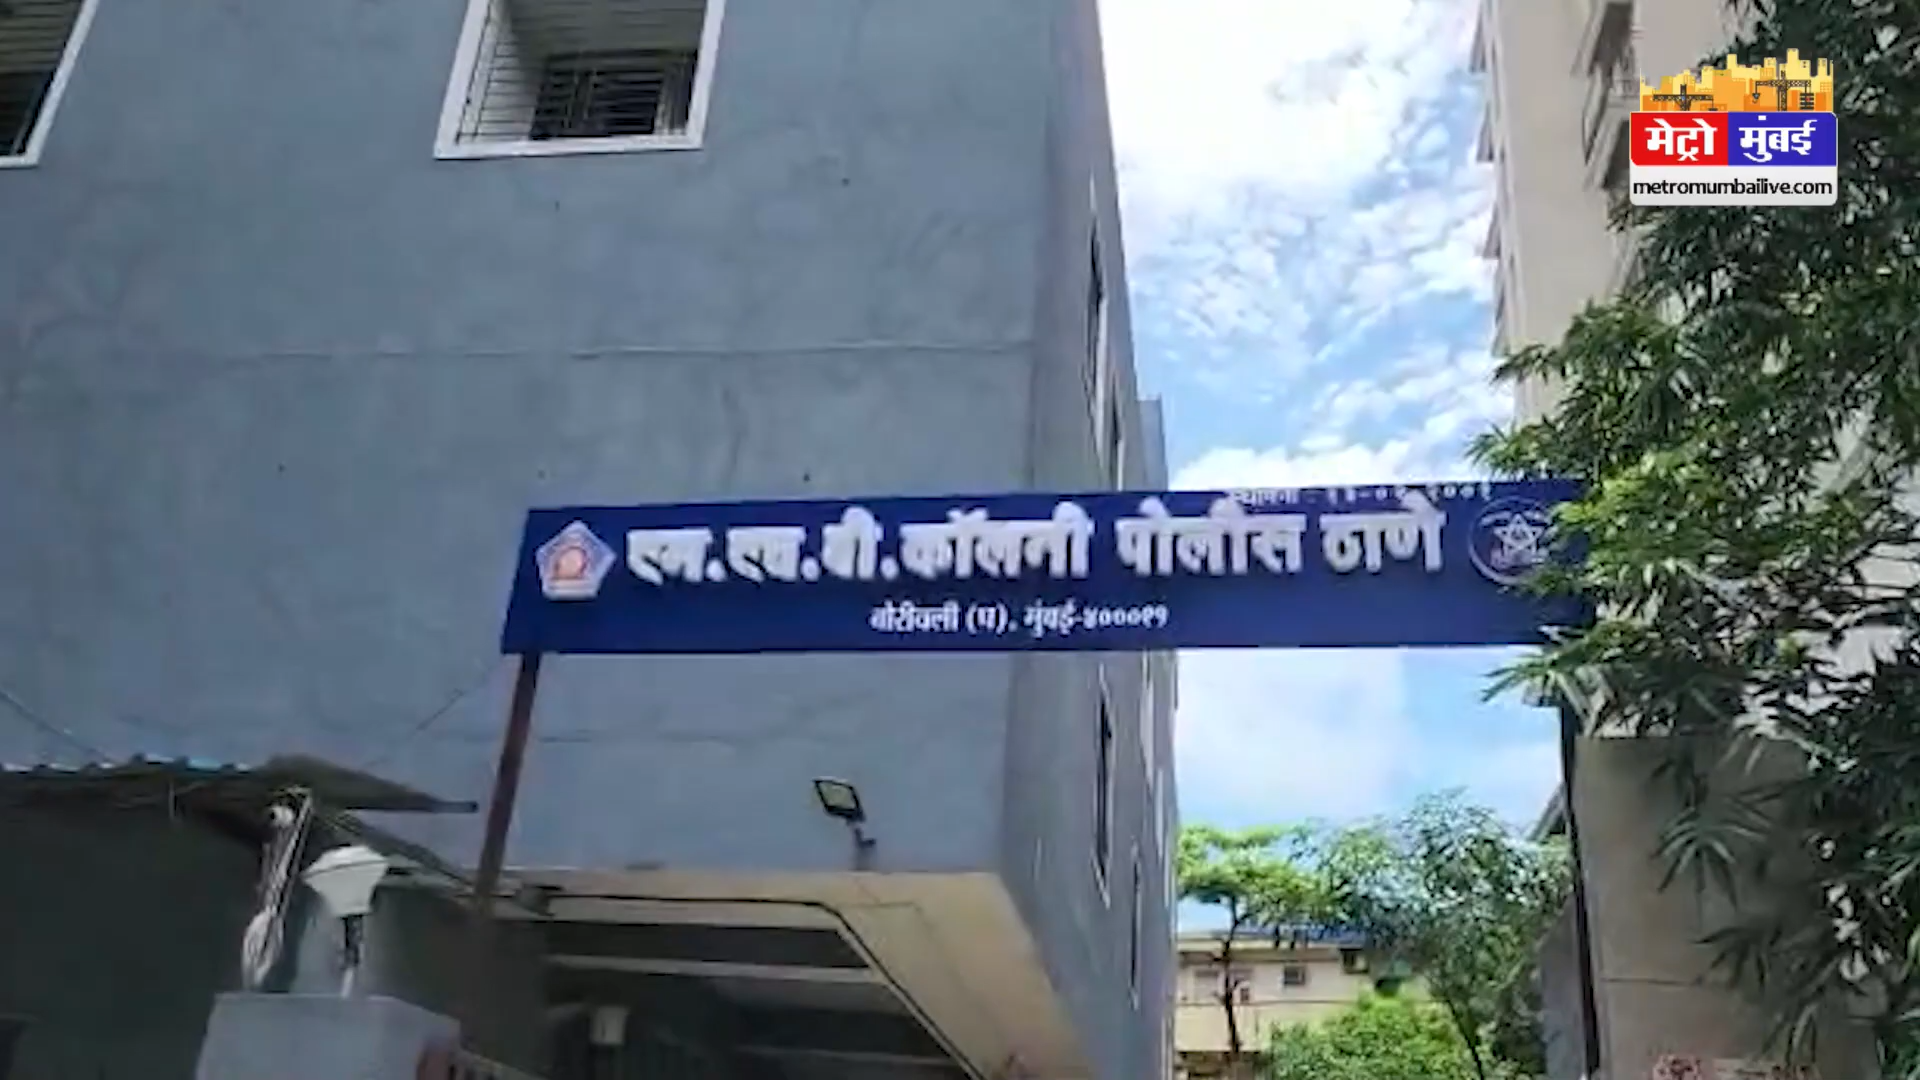 मेट्रो मुंबई
metromumbailive.com
एम.एच.बी.कॉलनी पोलीस ठाणे
बोरीवली (प). मुंबई-४०००९१